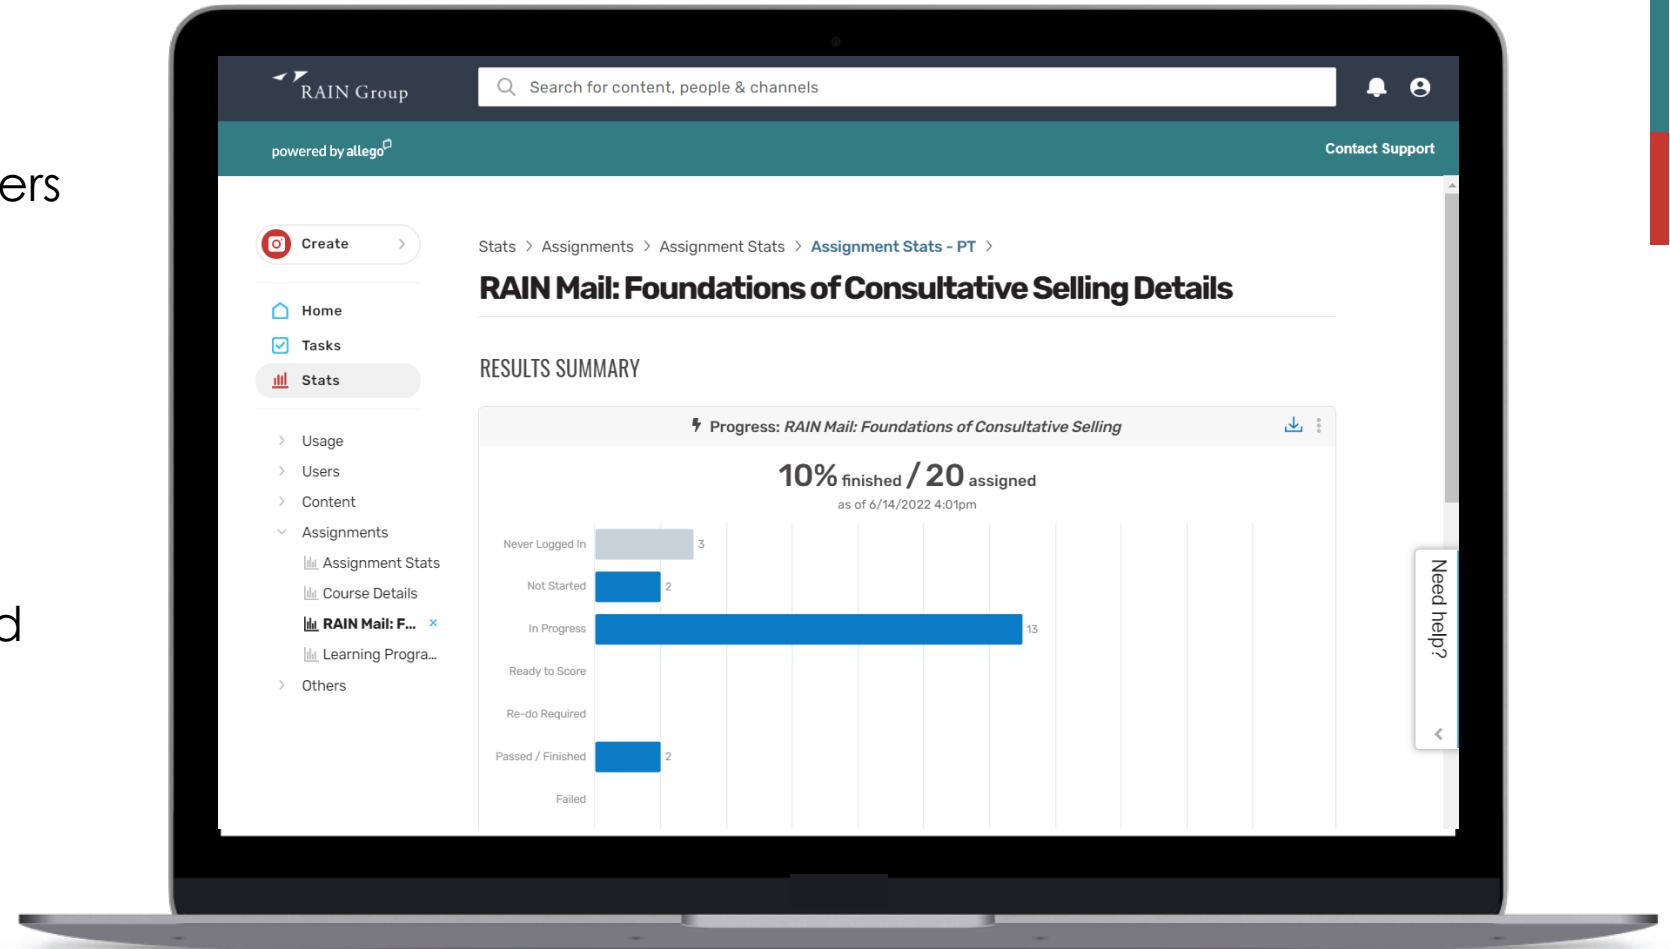 ers
d
RAIN Group
Search for content, people & channels
powered by allego
Contact Support
Create
Home
Tasks
Stats
Usage
Users
Content
Assignments
Assignment Stats
Course Details
RAIN Mail: F... ×
Learning Progra...
Others
Stats > Assignments > Assignment Stats > Assignment Stats - PT >
RAIN Mail: Foundations of Consultative Selling Details
RESULTS SUMMARY
Progress: RAIN Mail: Foundations of Consultative Selling
10% finished / 20 assigned
as of 6/14/2022 4:01pm
Never Logged In 3
Not Started 2
In Progress 13
Ready to Score
Re-do Required
Passed / Finished 2
Failed
Need help?